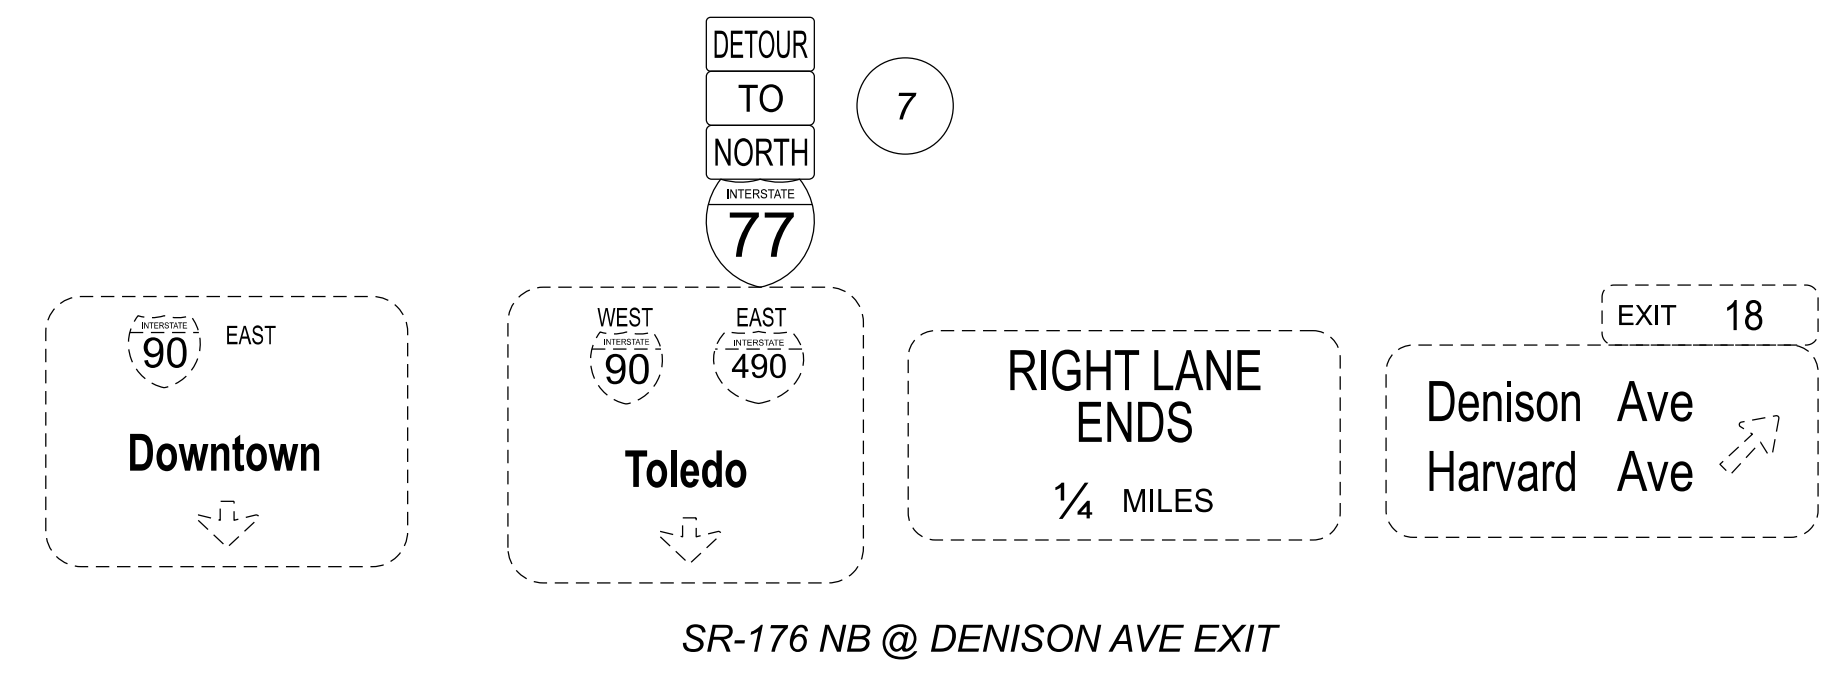 DETOUR
TO
NORTH
INTERSTATE
77
7
INTERSTATE
90
EAST
Downtown
WEST
INTERSTATE
90
EAST
INTERSTATE
490
Toledo
RIGHT LANE
ENDS
¼ MILES
EXIT 18
Denison Ave
Harvard Ave
SR-176 NB @ DENISON AVE EXIT